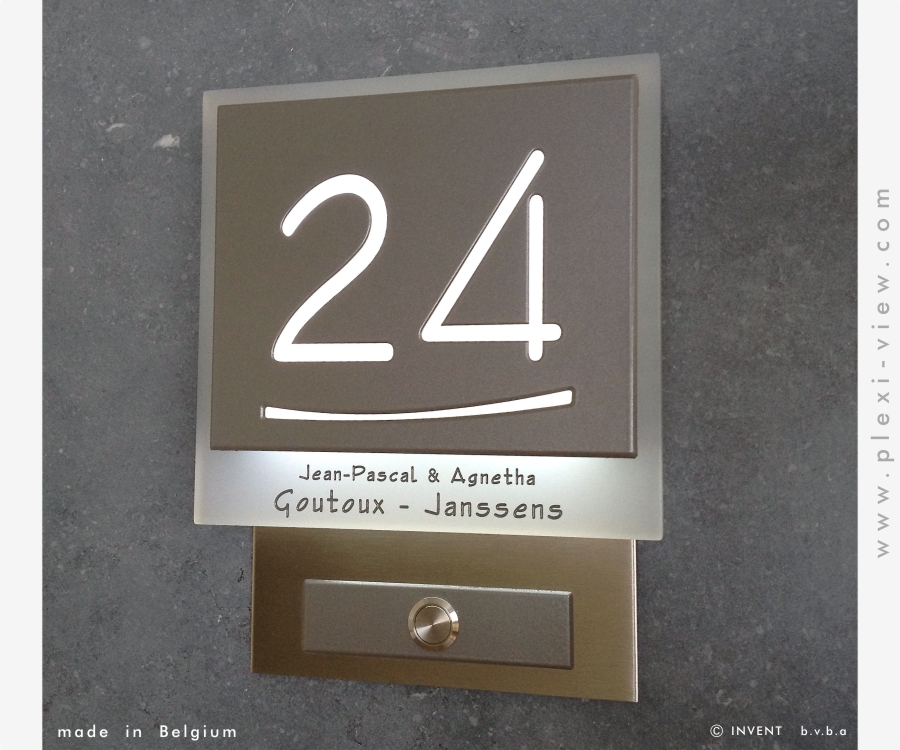 24
Jean-Pascal & Agnetha
Goutoux - Janssens
made in Belgium
© INVENT b.v.b.a
www.plexi-view.com